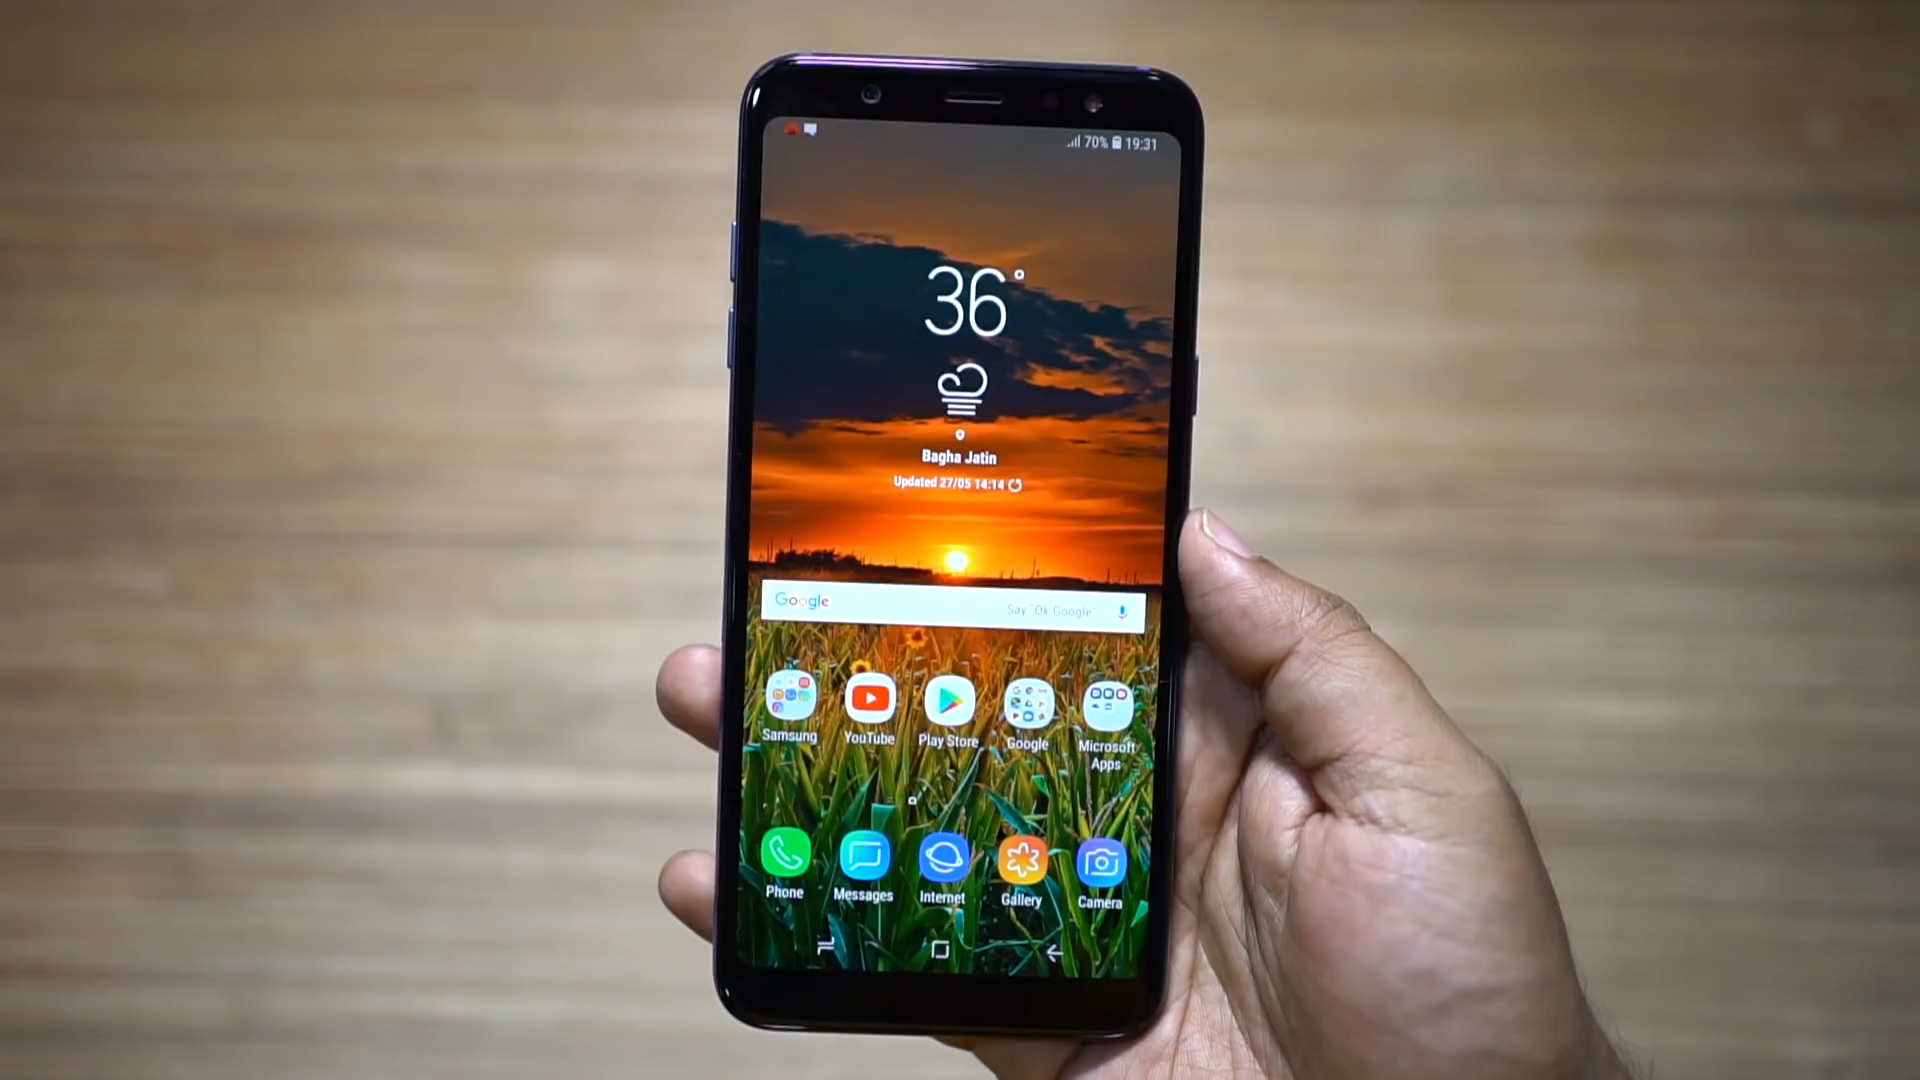 70% 19:31
36°
Bagha Jatin
Updated 27/05 14:14
Google Say "Ok Google"
Samsung YouTube Play Store Google Microsoft Apps
Phone Messages Internet Gallery Camera